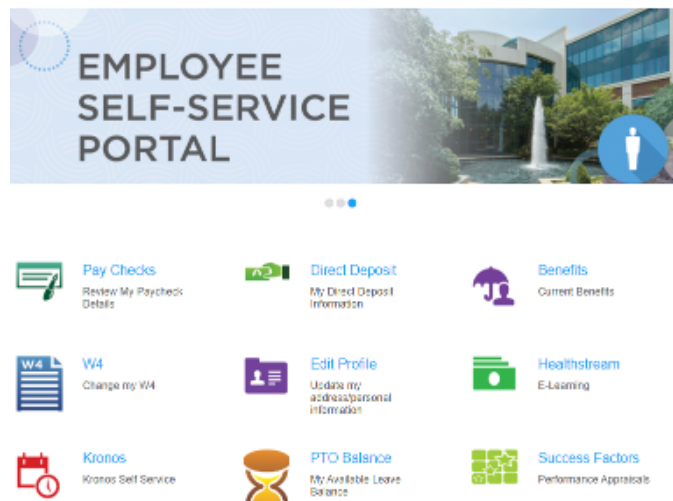 EMPLOYEE
SELF-SERVICE
PORTAL
Pay Checks
Review My Paycheck
Details
Direct Deposit
My Direct Deposit
Information
Benefits
Current Benefits
W4
W4
Change my W4
Edit Profile
Update my
address/personal
information
Healthstream
E-Learning
Kronos
Kronos Self Service
PTO Balance
My Available Leave
Balance
Success Factors
Performance Appraisals